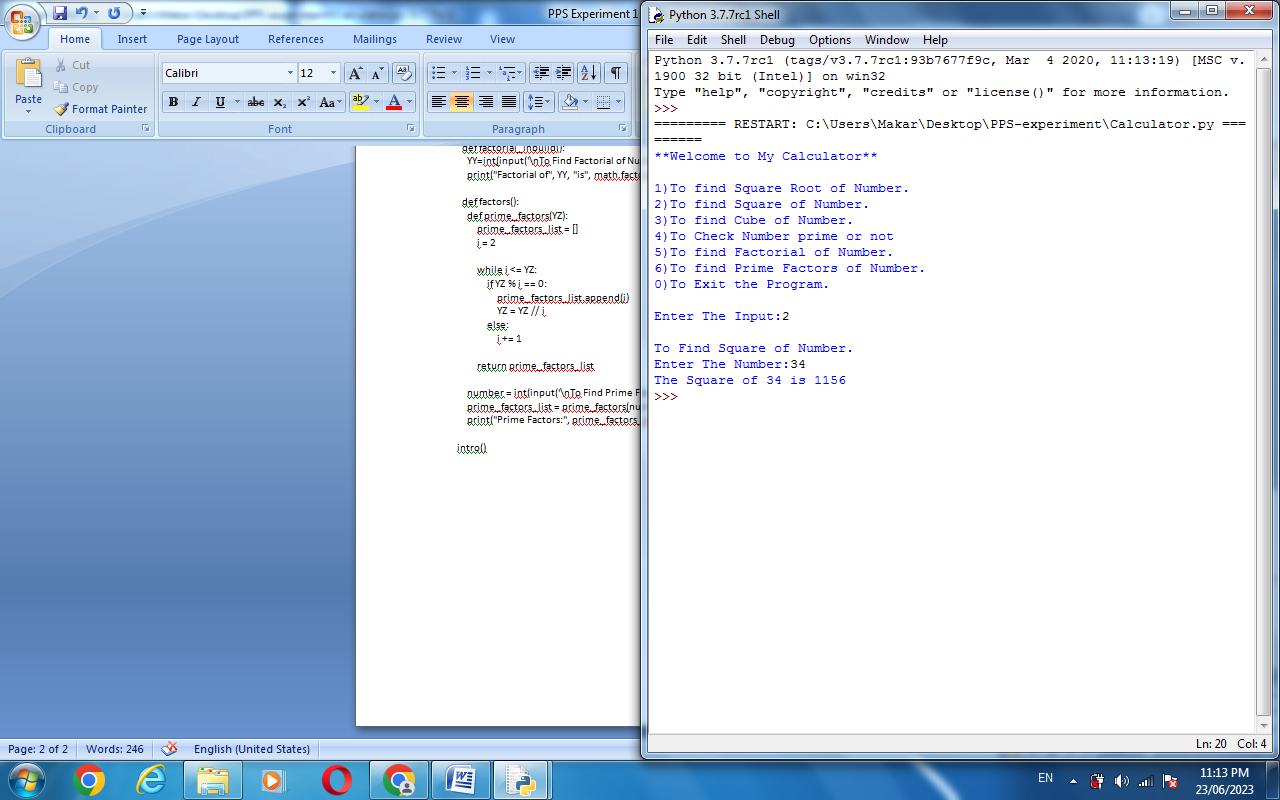 PPS Experiment 1
Home Insert Page Layout References Mailings Review View
Paste
Cut
Copy
Format Painter
Clipboard
Calibri 12
Font
Paragraph
def factorial_inbuild():
YY=int(input('\nTo Find Factorial of Nu
print("Factorial of", YY, "is", math.facto
def factors():
def prime_factors(YZ):
prime_factors_list = []
i = 2
while i <= YZ:
if YZ % i == 0:
prime_factors_list.append(i)
YZ = YZ // i
else:
i += 1
return prime_factors_list
number = int(input('\nTo Find Prime F
prime_factors_list = prime_factors(nu
print("Prime Factors:", prime_factors_
intro()
Page: 2 of 2 Words: 246 English (United States)
Python 3.7.7rc1 Shell
File Edit Shell Debug Options Window Help
Python 3.7.7rc1 (tags/v3.7.7rc1:93b7677f9c, Mar  4 2020, 11:13:19) [MSC v.
1900 32 bit (Intel)] on win32
Type "help", "copyright", "credits" or "license()" for more information.
>>>
========= RESTART: C:\Users\Makar\Desktop\PPS-experiment\Calculator.py ===
======
**Welcome to My Calculator**
1)To find Square Root of Number.
2)To find Square of Number.
3)To find Cube of Number.
4)To Check Number prime or not
5)To find Factorial of Number.
6)To find Prime Factors of Number.
0)To Exit the Program.
Enter The Input:2
To Find Square of Number.
Enter The Number:34
The Square of 34 is 1156
>>>
Ln: 20 Col: 4
EN
11:13 PM
23/06/2023